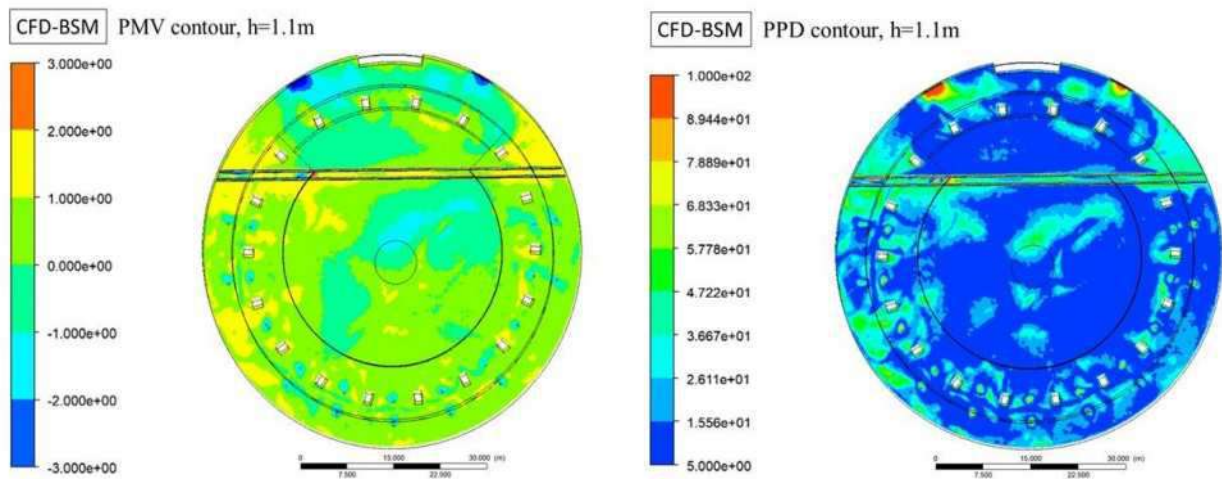 CFD-BSM PMV contour, h=1.1m
3.000e+00
2.000e+00
1.000e+00
0.000e+00
-1.000e+00
-2.000e+00
-3.000e+00
0 15.000 30.000 (m)
7.500 22.500
CFD-BSM PPD contour, h=1.1m
1.000e+02
8.944e+01
7.889e+01
6.833e+01
5.778e+01
4.722e+01
3.667e+01
2.611e+01
1.556e+01
5.000e+00
0 15.000 30.000 (m)
7.500 22.500